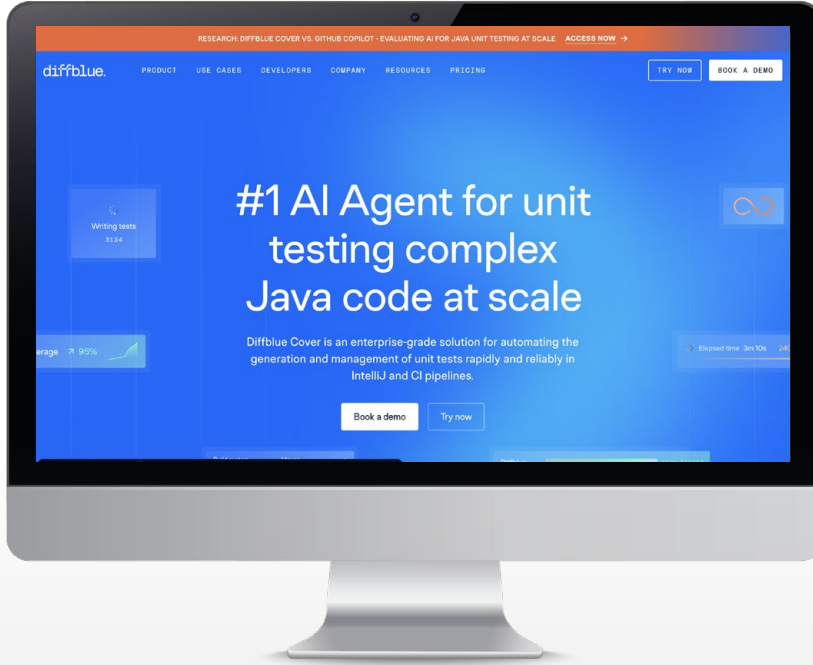 RESEARCH: DIFFBLUE COVER VS. GITHUB COPILOT - EVALUATING AI FOR JAVA UNIT TESTING AT SCALE ACCESS NOW →
diffblue. PRODUCT USE CASES DEVELOPERS COMPANY RESOURCES PRICING TRY NOW BOOK A DEMO
#1 AI Agent for unit
testing complex
Java code at scale
Writing tests
3134
Diffblue Cover is an enterprise-grade solution for automating the
generation and management of unit tests rapidly and reliably in
IntelliJ and CI pipelines.
erage ↗ 95%
Elapsed time 3m 10s 240
Book a demo Try now